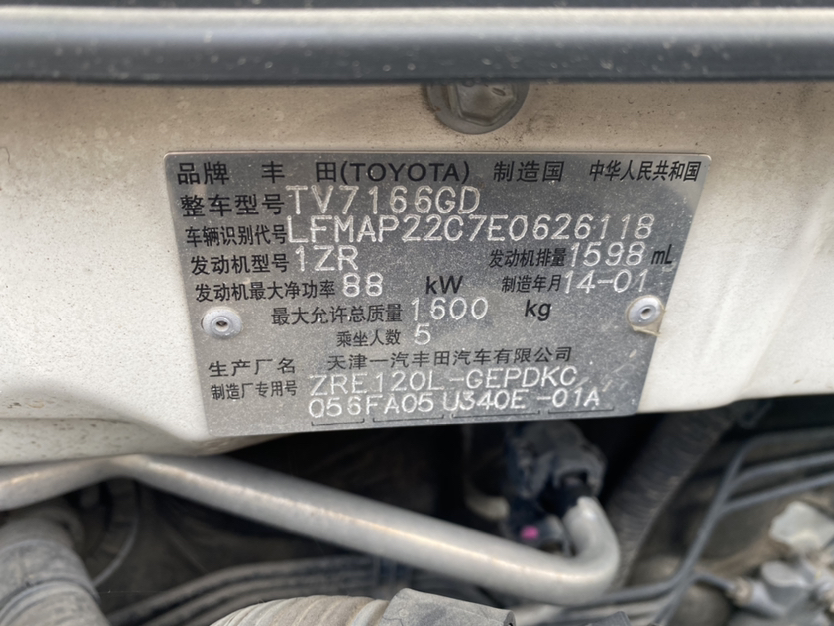 品牌 丰 田(TOYOTA) 制造国 中华人民共和国
整车型号 TV7166GD
车辆识别代号 LFMAP22C7E0626118
发动机型号 1ZR 发动机排量 1598 mL
发动机最大净功率 88 kW 制造年月 14-01
最大允许总质量 1600 kg
乘坐人数 5
生产厂名 天津一汽丰田汽车有限公司
制造厂专用号 ZRE120L-GEPDKC
Q56FA05 U340E -01A